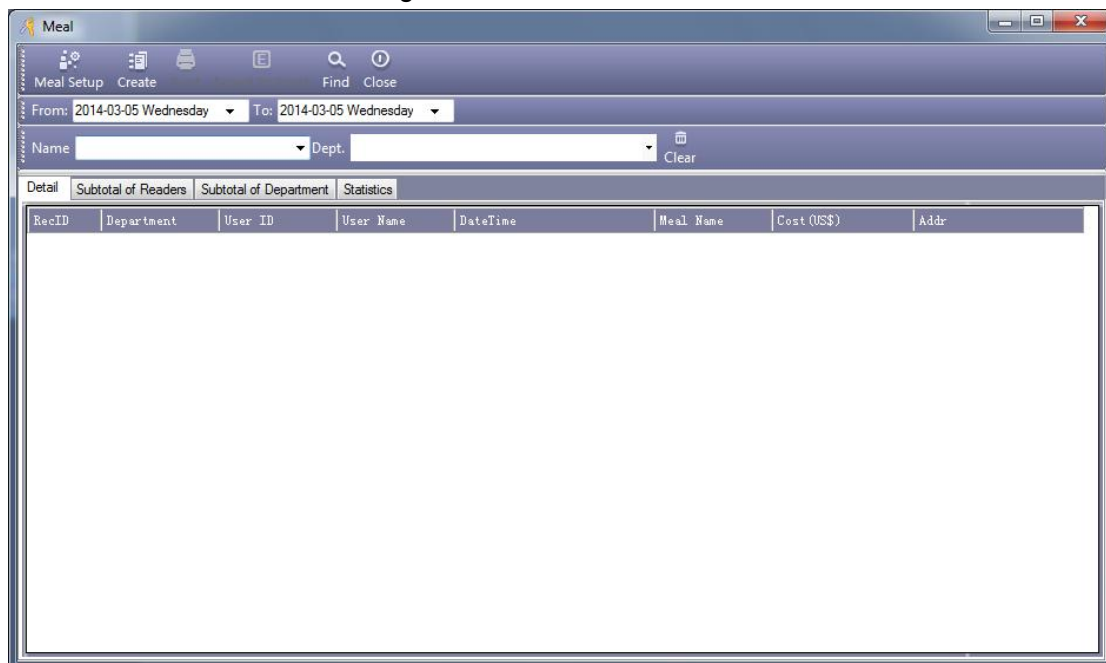 Meal
Meal Setup Create Find Close
From: 2014-03-05 Wednesday To: 2014-03-05 Wednesday
Name Dept. Clear
Detail Subtotal of Readers Subtotal of Department Statistics
RecID Department User ID User Name DateTime Meal Name Cost(US$) Addr